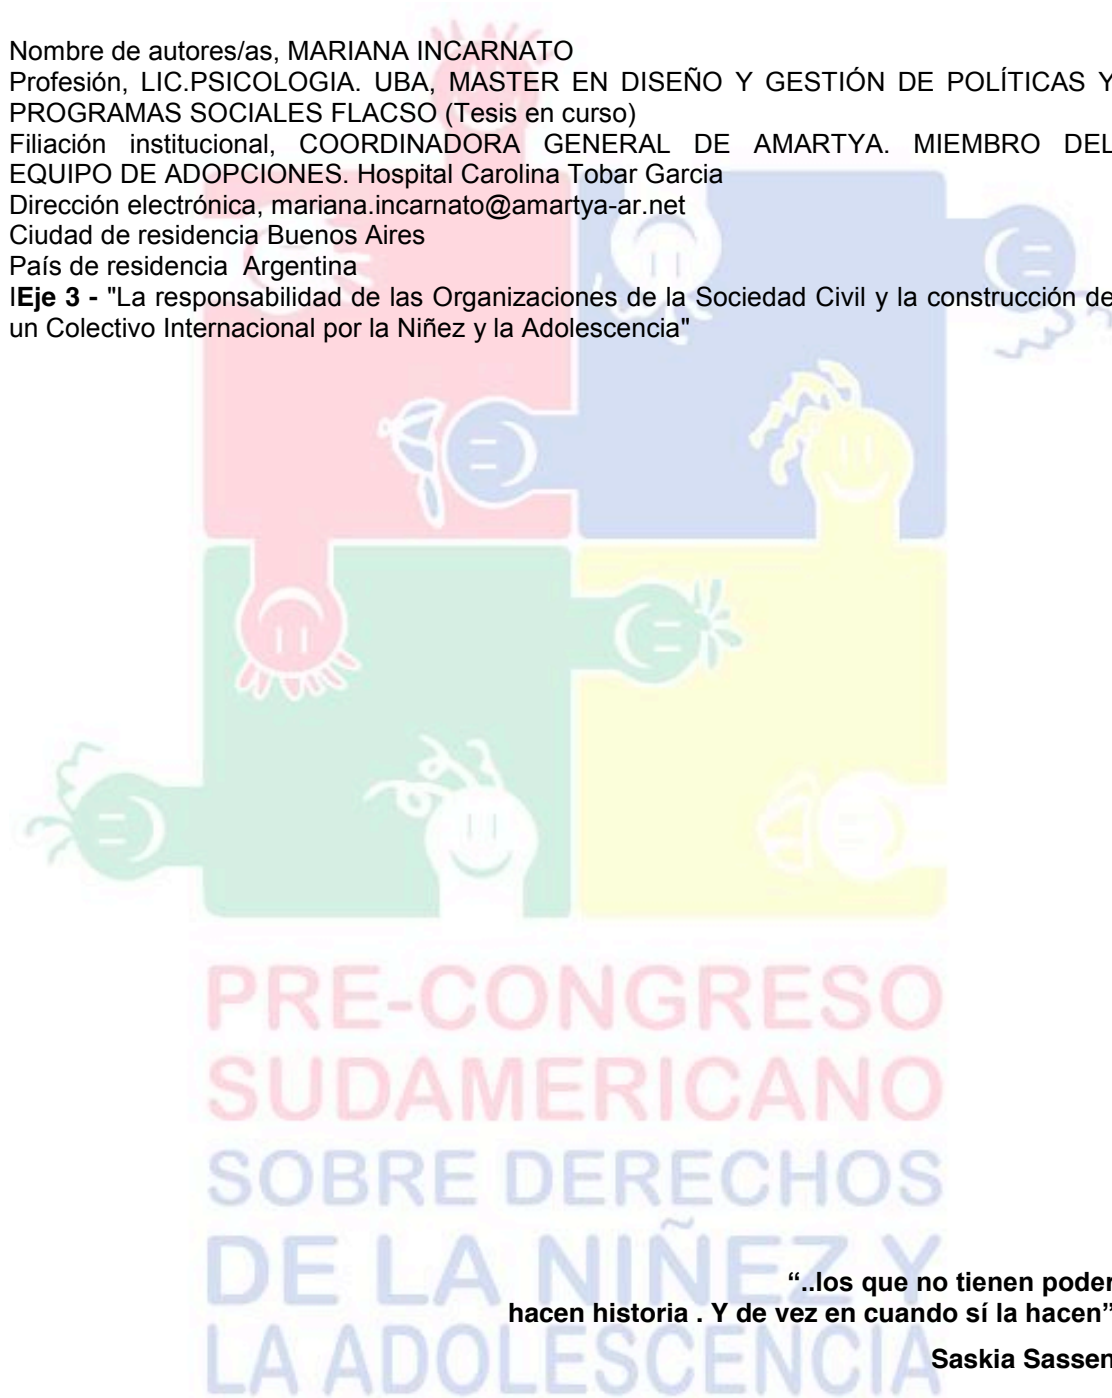 Nombre de autores/as, MARIANA INCARNATO
Profesión, LIC.PSICOLOGIA. UBA, MASTER EN DISEÑO Y GESTIÓN DE POLÍTICAS Y
PROGRAMAS SOCIALES FLACSO (Tesis en curso)
Filiación institucional, COORDINADORA GENERAL DE AMARTYA. MIEMBRO DEL
EQUIPO DE ADOPCIONES. Hospital Carolina Tobar Garcia
Dirección electrónica, mariana.incarnato@amartya-ar.net
Ciudad de residencia Buenos Aires
País de residencia Argentina
IEje 3 - "La responsabilidad de las Organizaciones de la Sociedad Civil y la construcción de
un Colectivo Internacional por la Niñez y la Adolescencia"
PRE-CONGRESO
SUDAMERICANO
SOBRE DERECHOS
DE LA NIÑEZ Y
LA ADOLESCENCIA
“..los que no tienen poder
hacen historia . Y de vez en cuando sí la hacen”
Saskia Sassen